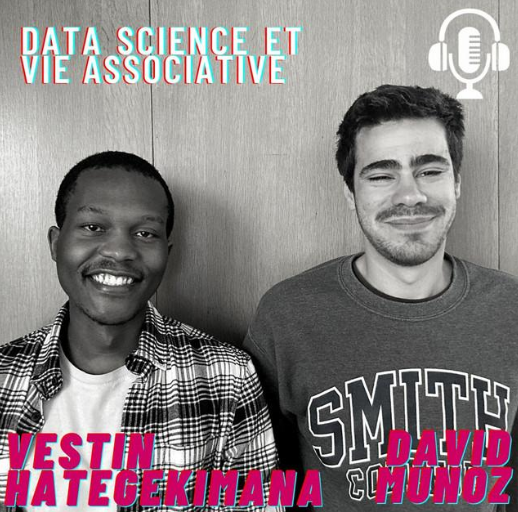 DATA SCIENCE ET
VIE ASSOCIATIVE
SMITH
VESTIN
HATEGEKIMANA
DAVID
MUNOZ